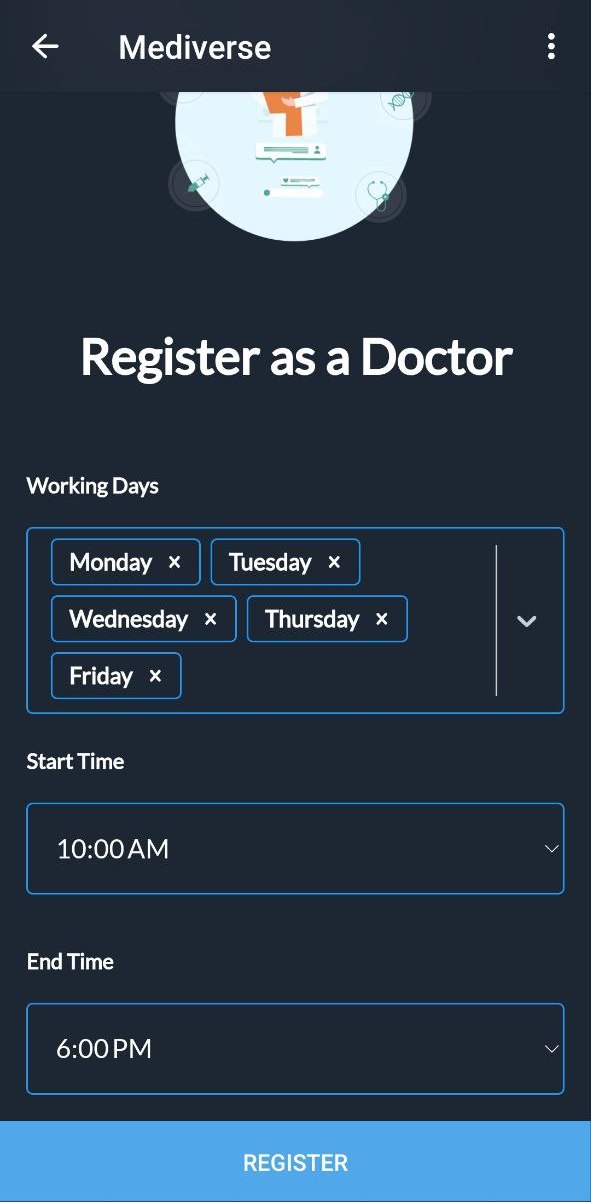 Mediverse
Register as a Doctor
Working Days
Monday × Tuesday ×
Wednesday × Thursday ×
Friday ×
Start Time
10:00 AM
End Time
6:00 PM
REGISTER